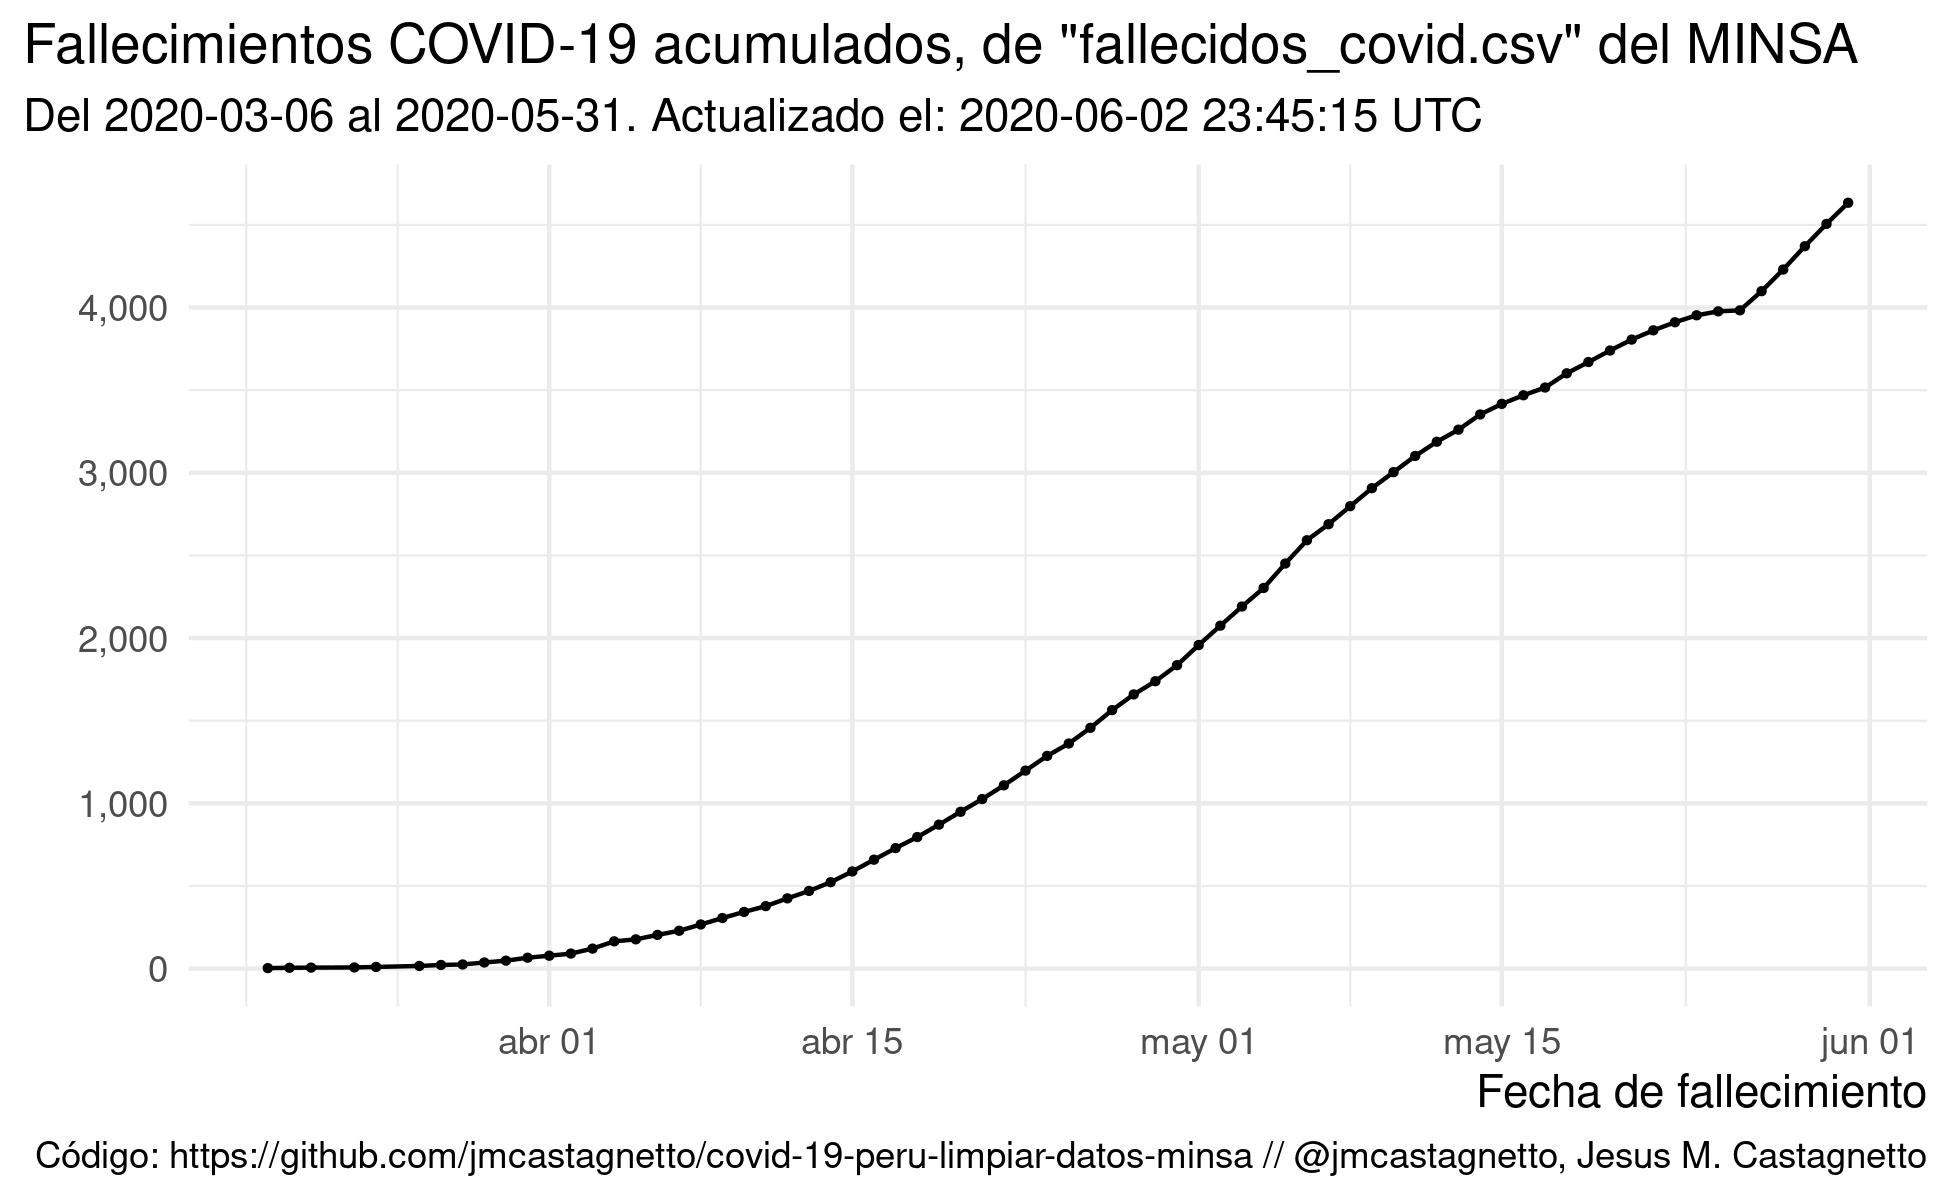 Fallecimientos COVID-19 acumulados, de "fallecidos_covid.csv" del MINSA
Del 2020-03-06 al 2020-05-31. Actualizado el: 2020-06-02 23:45:15 UTC
4,000
3,000
2,000
1,000
0
abr 01
abr 15
may 01
may 15
jun 01
Fecha de fallecimiento
Código: https://github.com/jmcastagnetto/covid-19-peru-limpiar-datos-minsa // @jmcastagnetto, Jesus M. Castagnetto